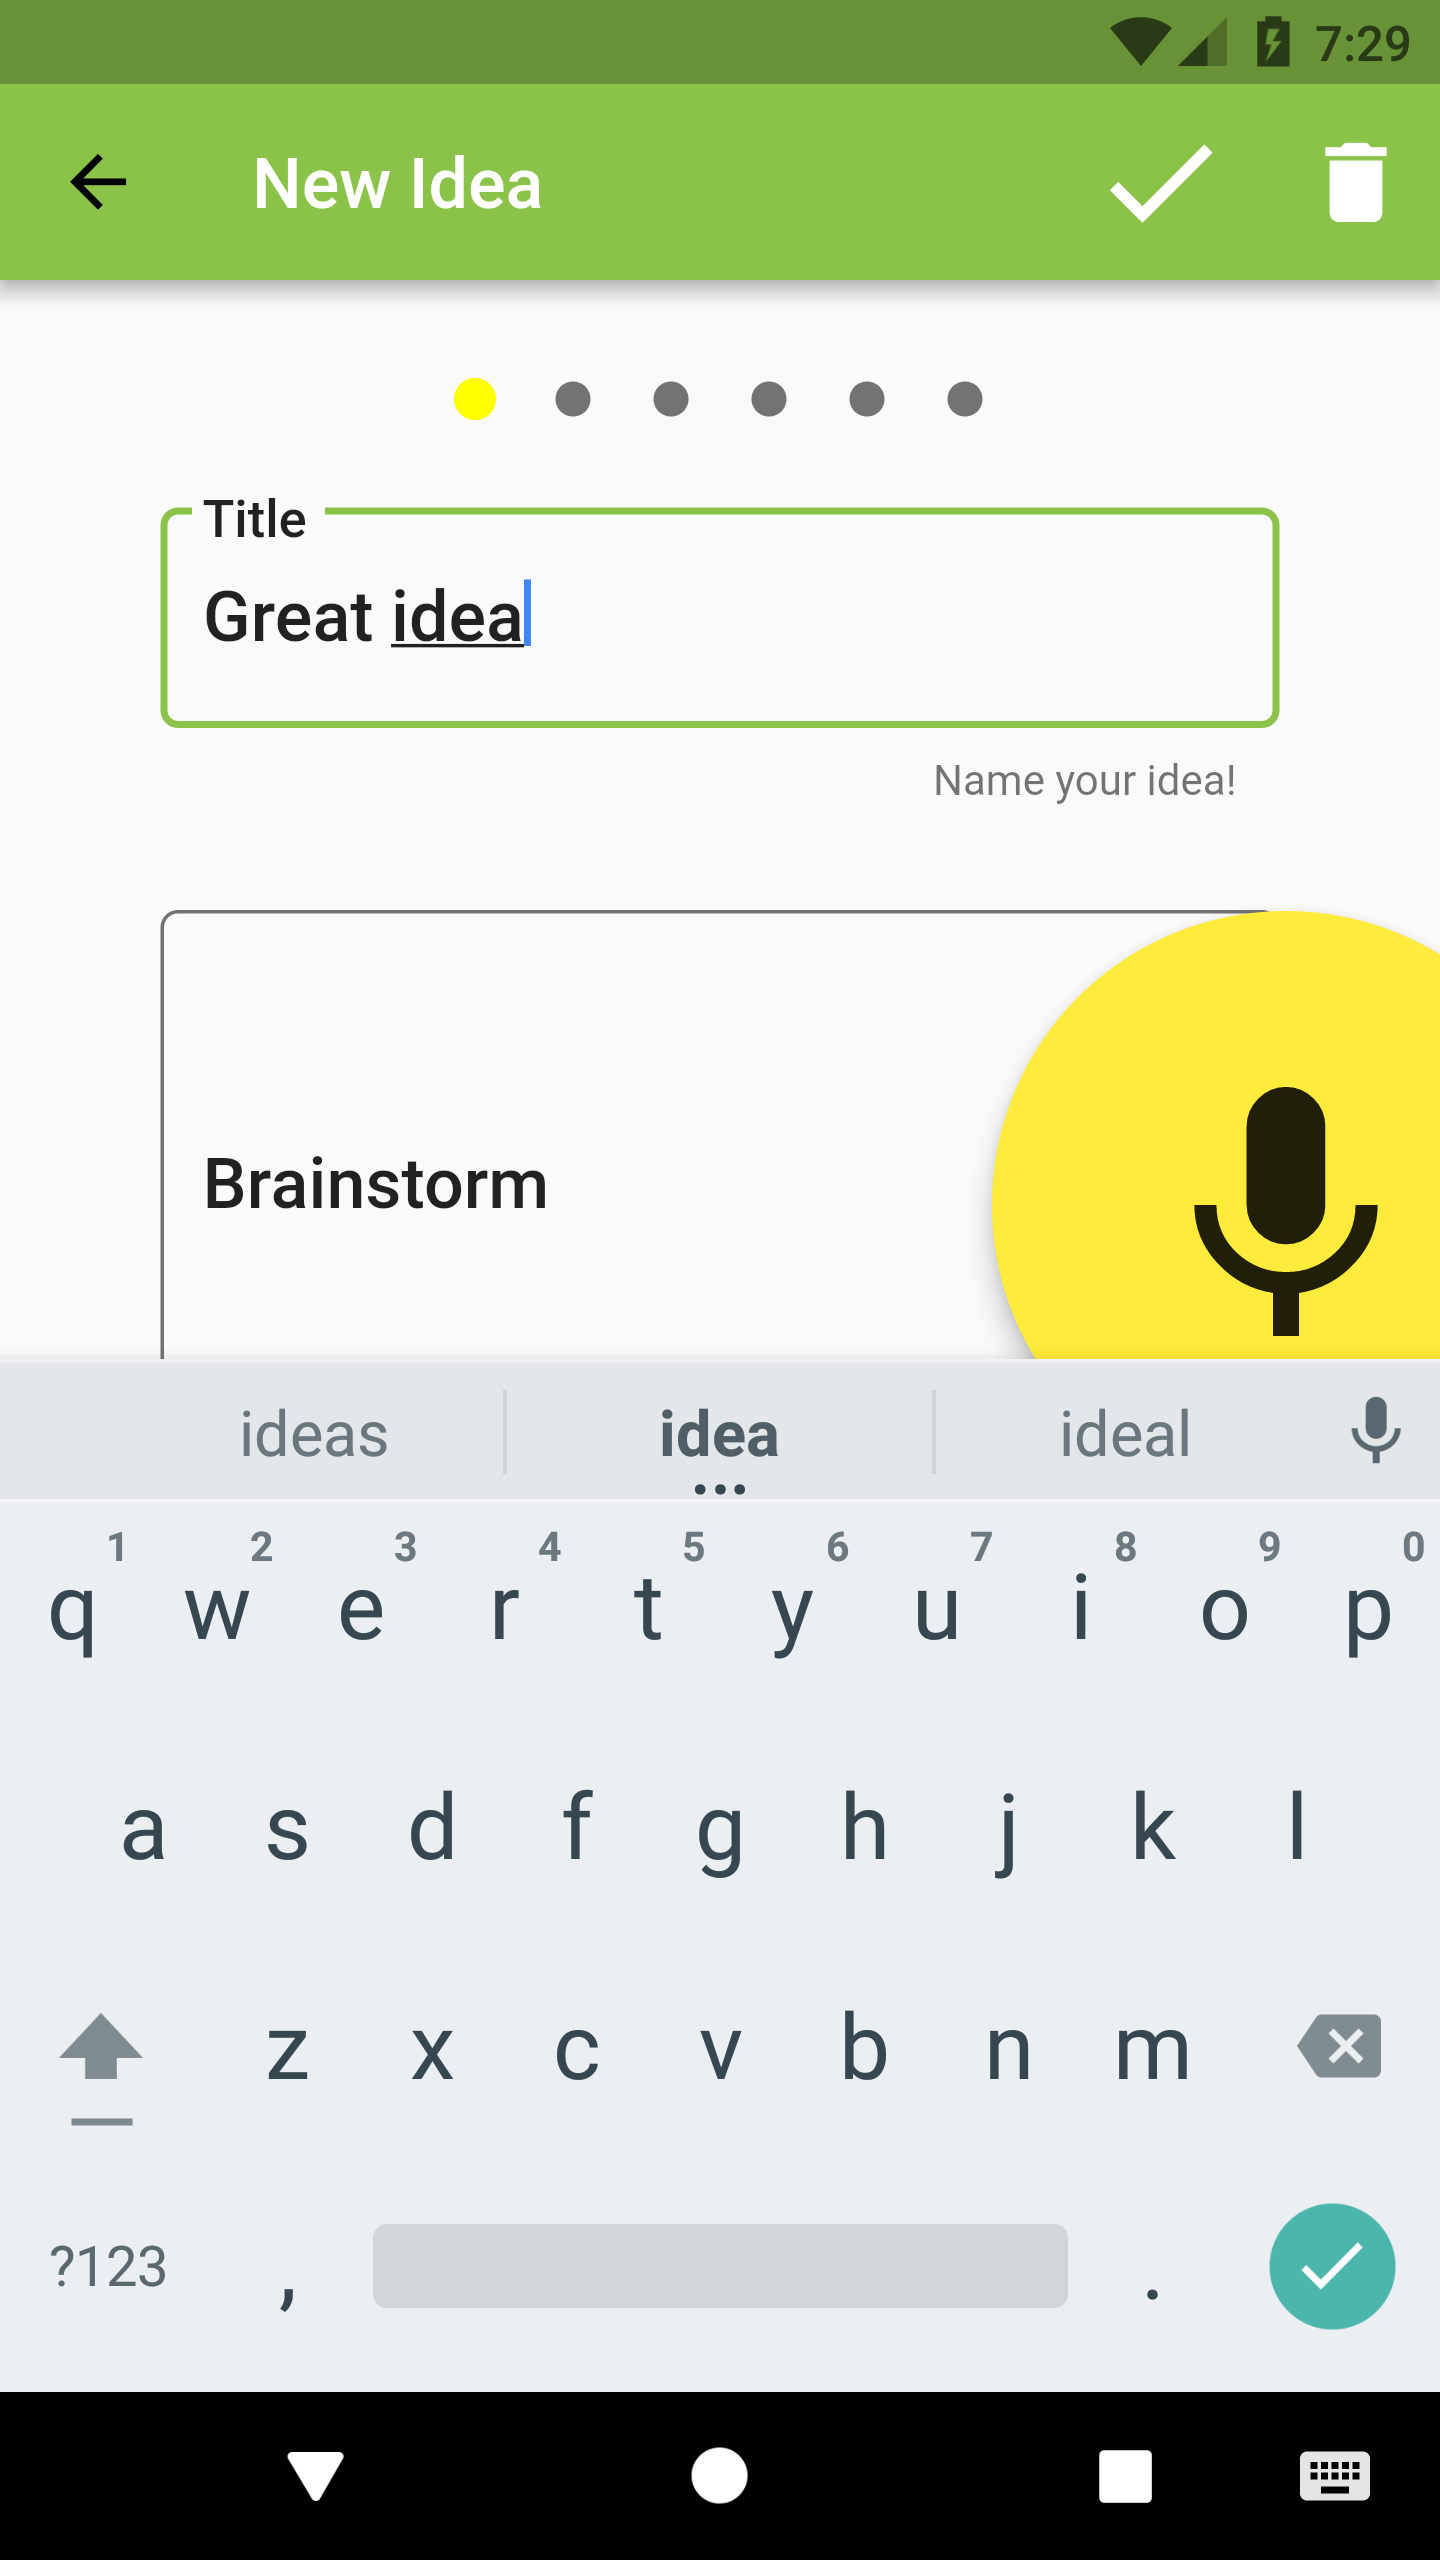 7:29
New Idea
Title
Great idea
Name your idea!
Brainstorm
ideas idea ideal
1 2 3 4 5 6 7 8 9 0
q w e r t y u i o p
a s d f g h j k l
z x c v b n m
?123 , .